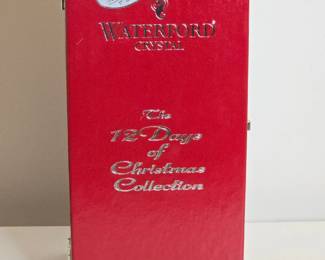 WATERFORD®
CRYSTAL
The
12 Days
of
Christmas
Collection